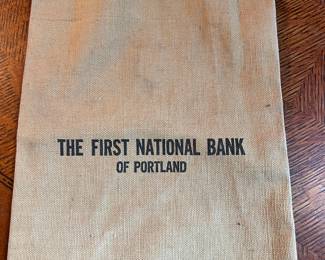 THE FIRST NATIONAL BANK
OF PORTLAND